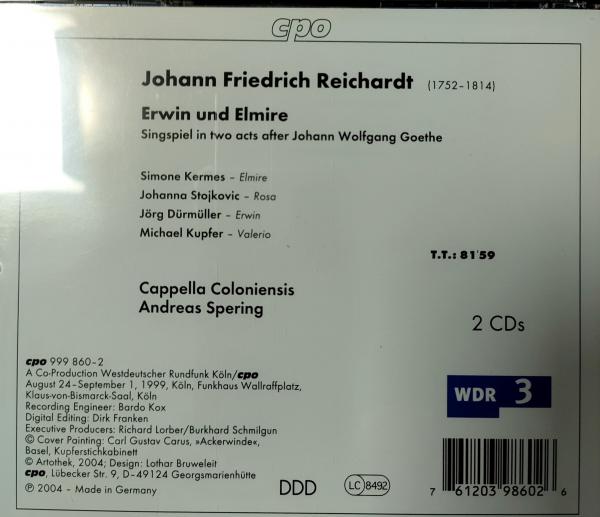 cpo
Johann Friedrich Reichardt (1752–1814)
Erwin und Elmire
Singspiel in two acts after Johann Wolfgang Goethe
Simone Kermes – Elmire
Johanna Stojkovic – Rosa
Jörg Dürmüller – Erwin
Michael Kupfer – Valerio
T.T.: 81'59
Cappella Coloniensis
Andreas Spering
2 CDs
cpo 999 860–2
A Co-Production Westdeutscher Rundfunk Köln/cpo
August 24–September 1, 1999, Köln, Funkhaus Wallraffplatz,
Klaus-von-Bismarck-Saal, Köln
Recording Engineer: Bardo Kox
Digital Editing: Dirk Franken
Executive Producers: Richard Lorber/Burkhard Schmilgun
© Cover Painting: Carl Gustav Carus, »Ackerwinde«,
Basel, Kupferstichkabinett
© Artothek, 2004; Design: Lothar Bruweleit
cpo, Lübecker Str. 9, D–49124 Georgsmarienhütte
℗ 2004 – Made in Germany
DDD
LC 8492
WDR 3
7 61203 98602 6